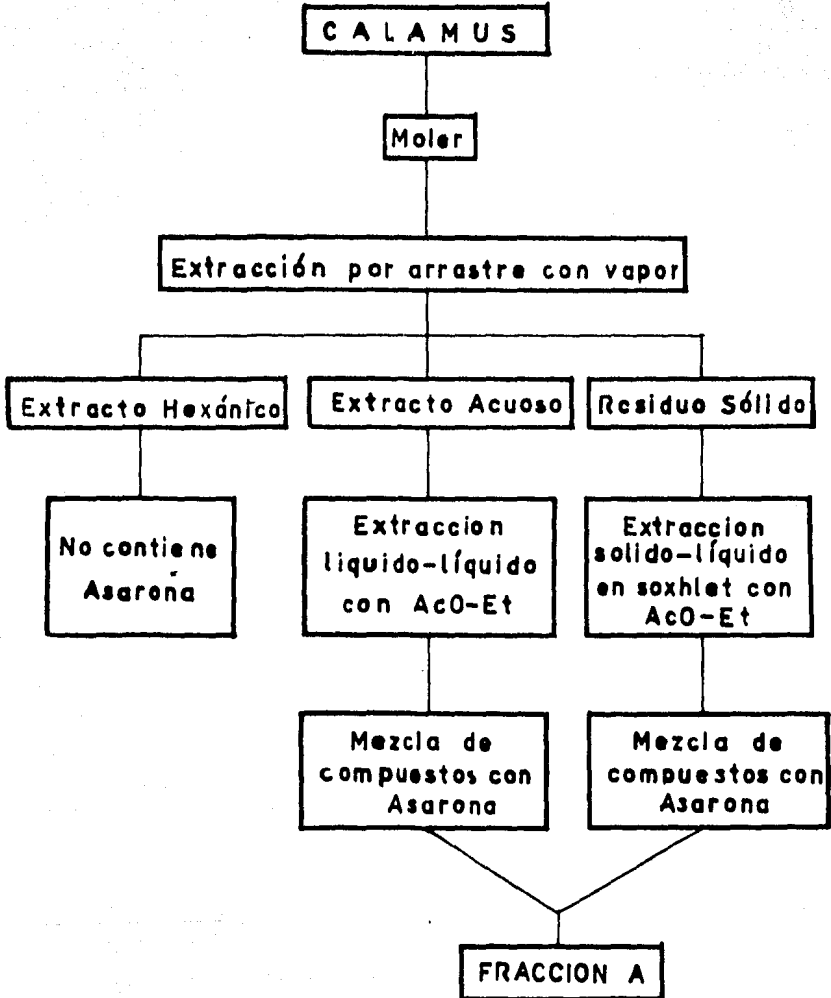 CALAMUS
Moler
Extracción por arrastre con vapor
Extracto Hexánico
Extracto Acuoso
Residuo Sólido
No contiene
Asarona
Extraccion
liquido-líquido
con AcO-Et
Extraccion
solido-líquido
en soxhlet con
AcO-Et
Mezcla de
compuestos con
Asarona
Mezcla de
compuestos con
Asarona
FRACCION A